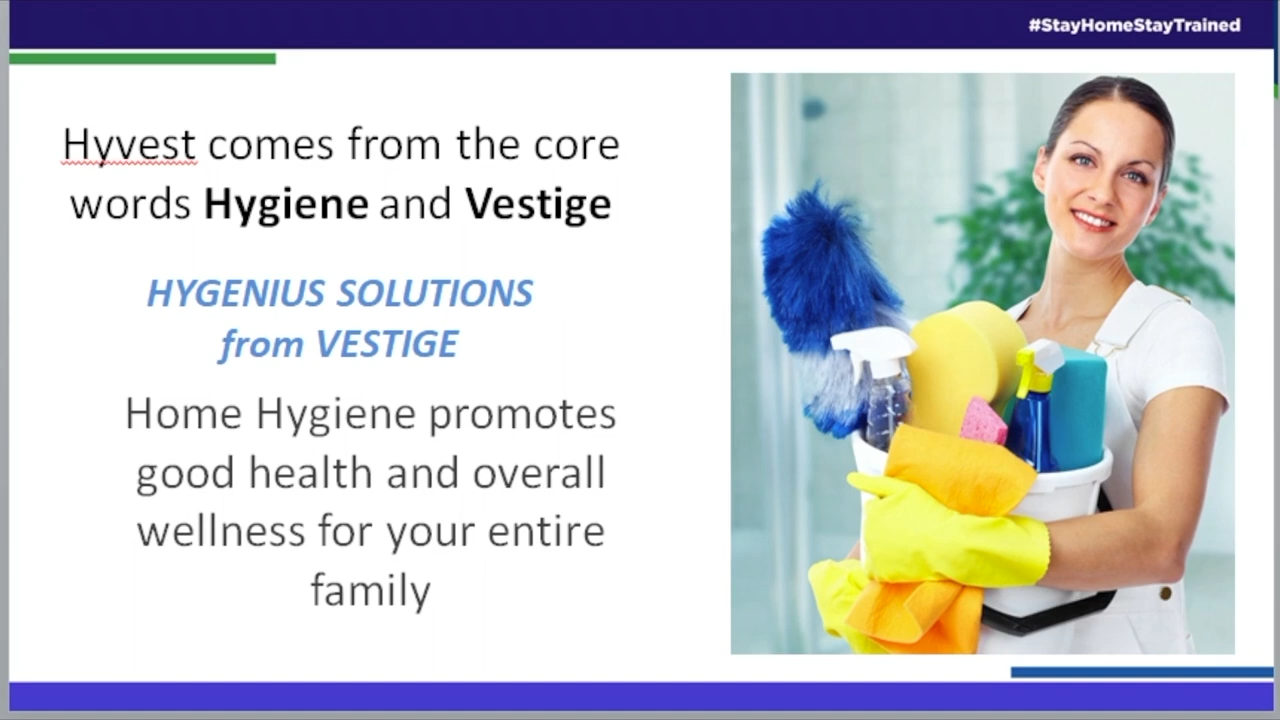 #StayHomeStayTrained
Hyvest comes from the core
words Hygiene and Vestige
HYGENIUS SOLUTIONS
from VESTIGE
Home Hygiene promotes
good health and overall
wellness for your entire
family